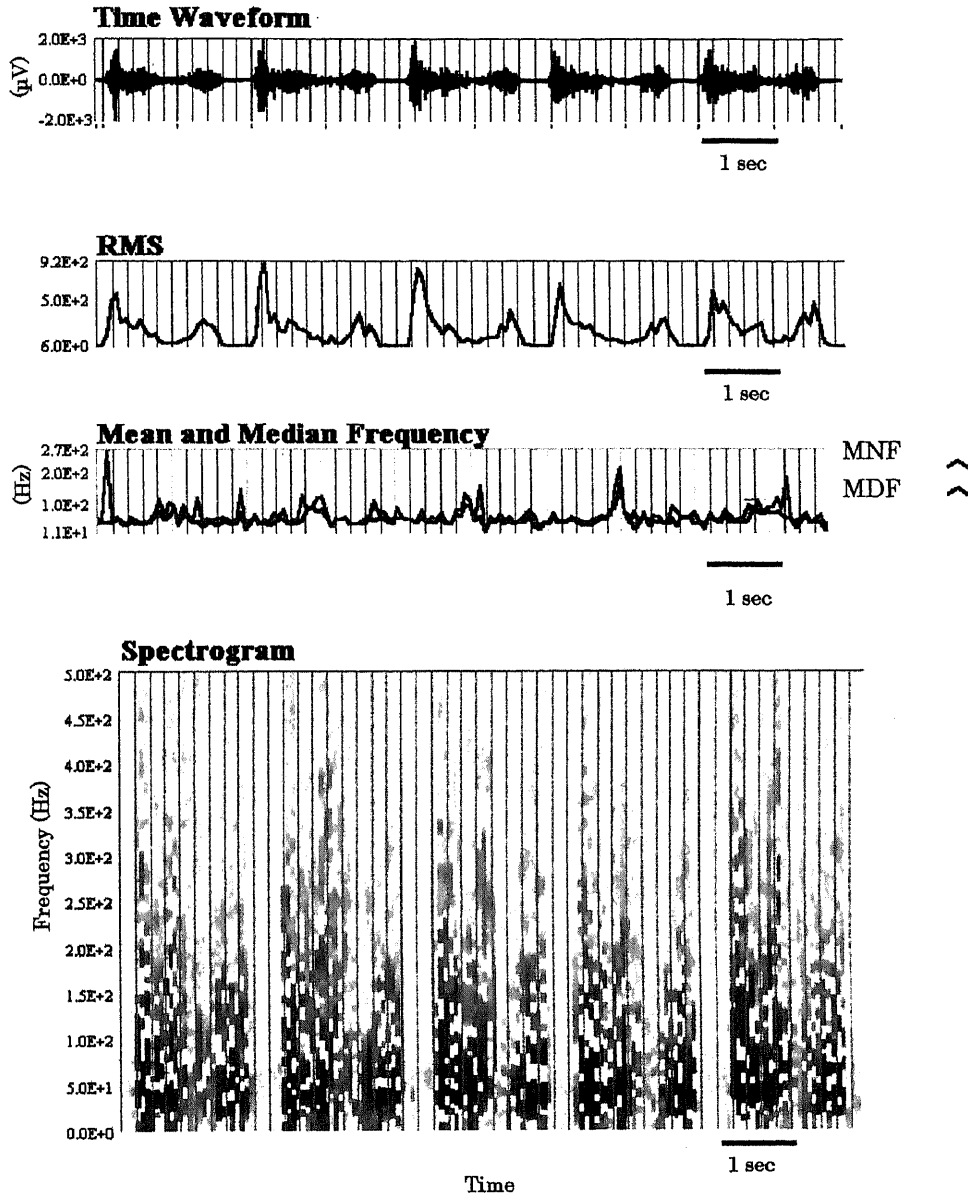 Time Waveform
2.0E+3
0.0E+0
-2.0E+3
(µV)
1 sec
RMS
9.2E+2
5.0E+2
6.0E+0
1 sec
Mean and Median Frequency
2.7E+2
2.0E+2
1.0E+2
1.1E+1
(Hz)
MNF
MDF
1 sec
Spectrogram
5.0E+2
4.5E+2
4.0E+2
3.5E+2
3.0E+2
2.5E+2
2.0E+2
1.5E+2
1.0E+2
5.0E+1
0.0E+0
Frequency (Hz)
1 sec
Time